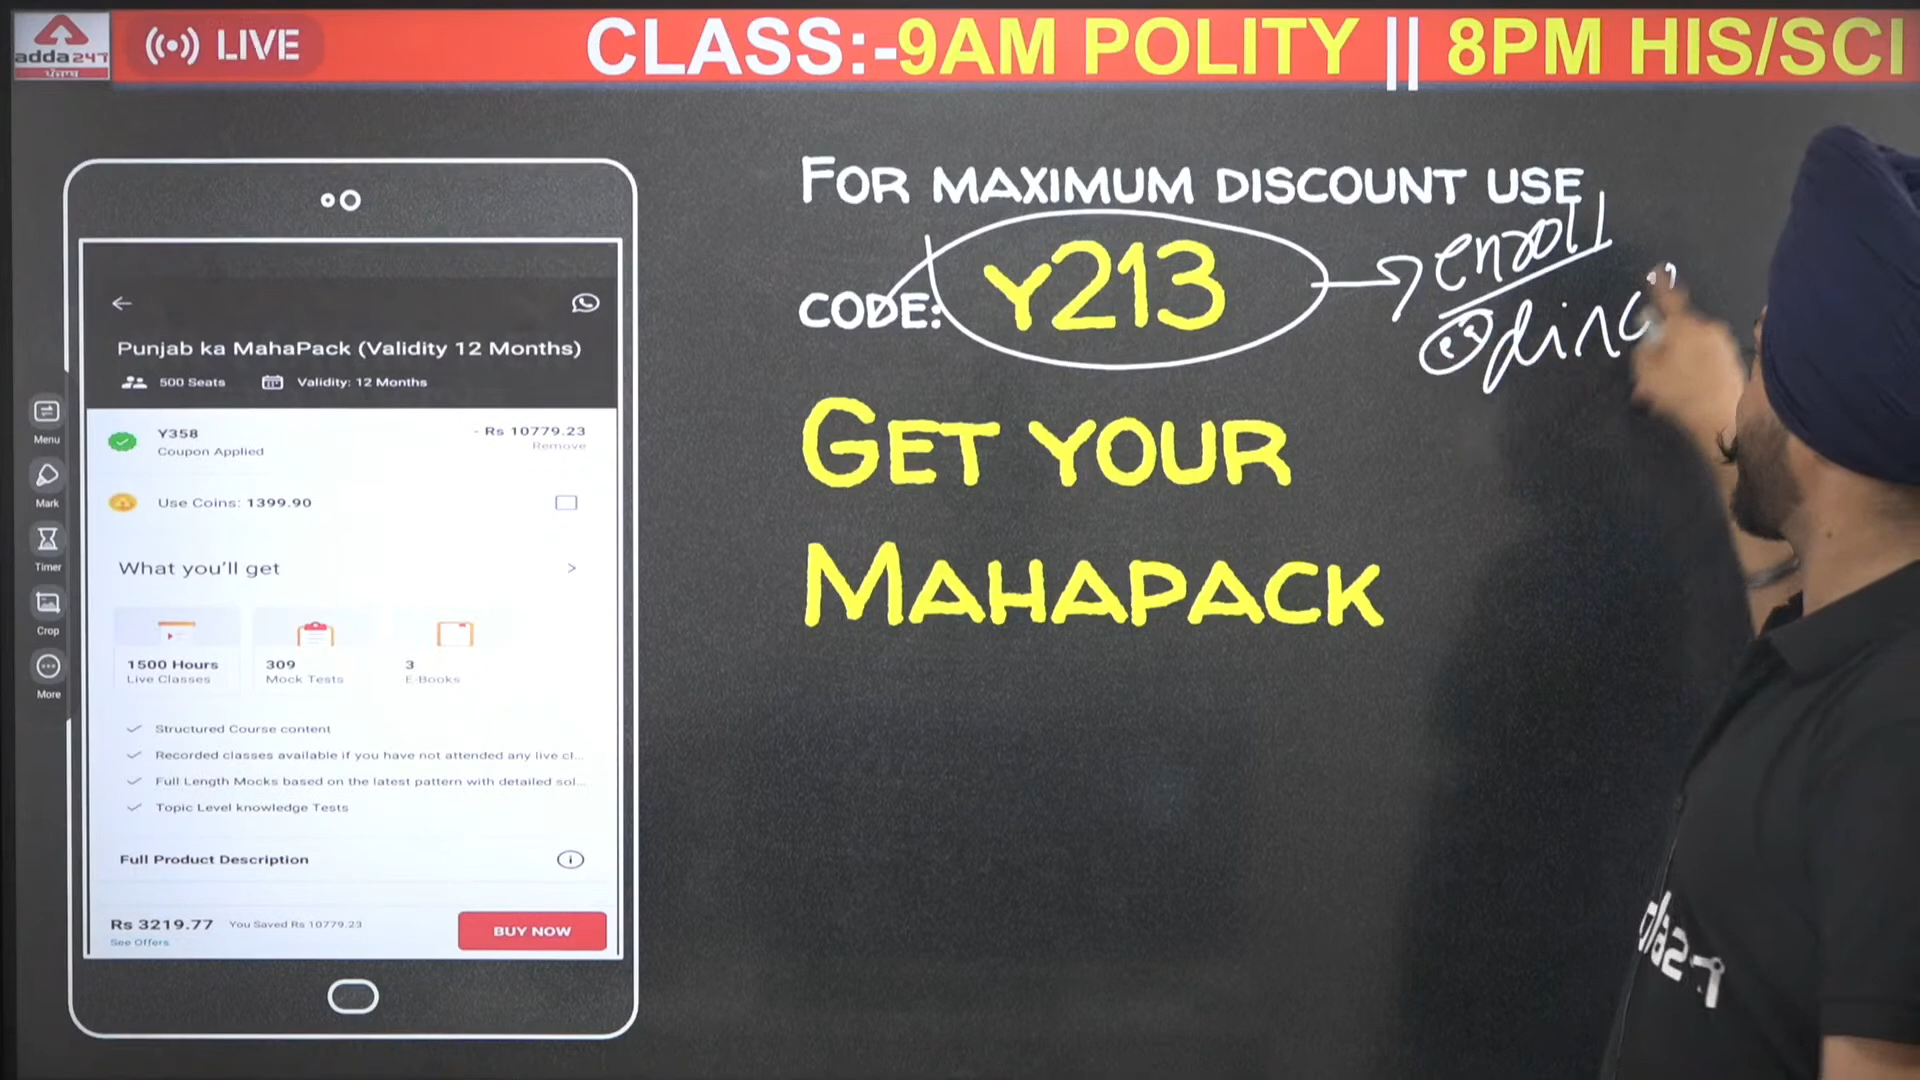 adda247
ਪੰਜਾਬ
LIVE
CLASS:-9AM POLITY || 8PM HIS/SCI
Punjab ka MahaPack (Validity 12 Months)
500 Seats
Validity: 12 Months
Y358
- Rs 10779.23
Coupon Applied
Remove
Use Coins: 1399.90
What you'll get
>
1500 Hours
Live Classes
309
Mock Tests
3
E-Books
Structured Course content
Recorded classes available if you have not attended any live cl...
Full Length Mocks based on the latest pattern with detailed sol...
Topic Level knowledge Tests
Full Product Description
Rs 3219.77
You Saved Rs 10779.23
See Offers
BUY NOW
Menu
Mark
Timer
Crop
More
FOR MAXIMUM DISCOUNT USE
CODE: Y213
enroll
GET YOUR
MAHAPACK